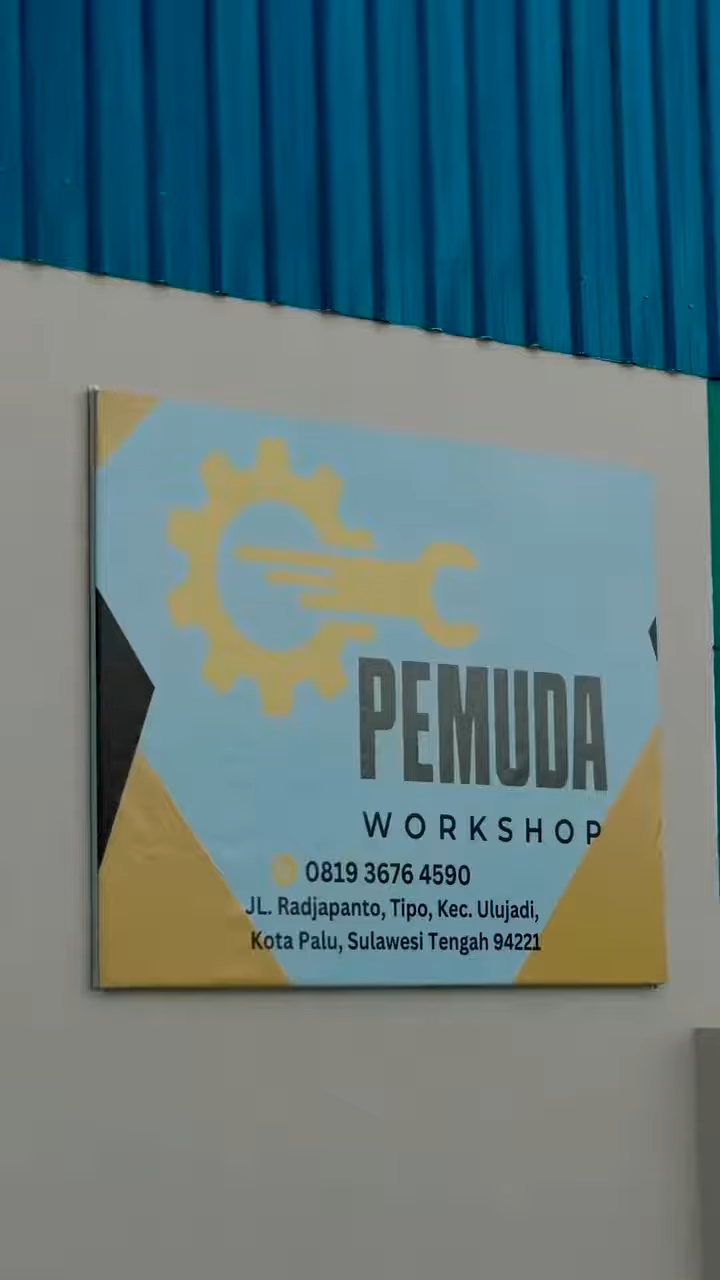 PEMUDA
WORKSHOP
0819 3676 4590
JL. Radjapanto, Tipo, Kec. Ulujadi,
Kota Palu, Sulawesi Tengah 94221